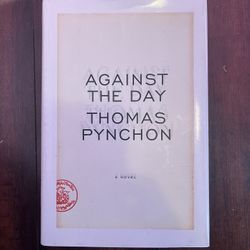 AGAINST
THE DAY
THOMAS
PYNCHON
A NOVEL